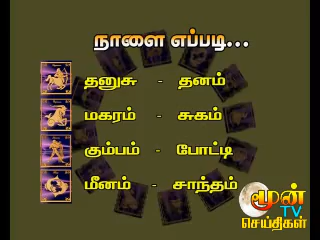 நாளை எப்படி...
தனுசு - தனம்
மகரம் - சுகம்
கும்பம் - போட்டி
மீனம் - சாந்தம்
மூன்
TV
செய்திகள்